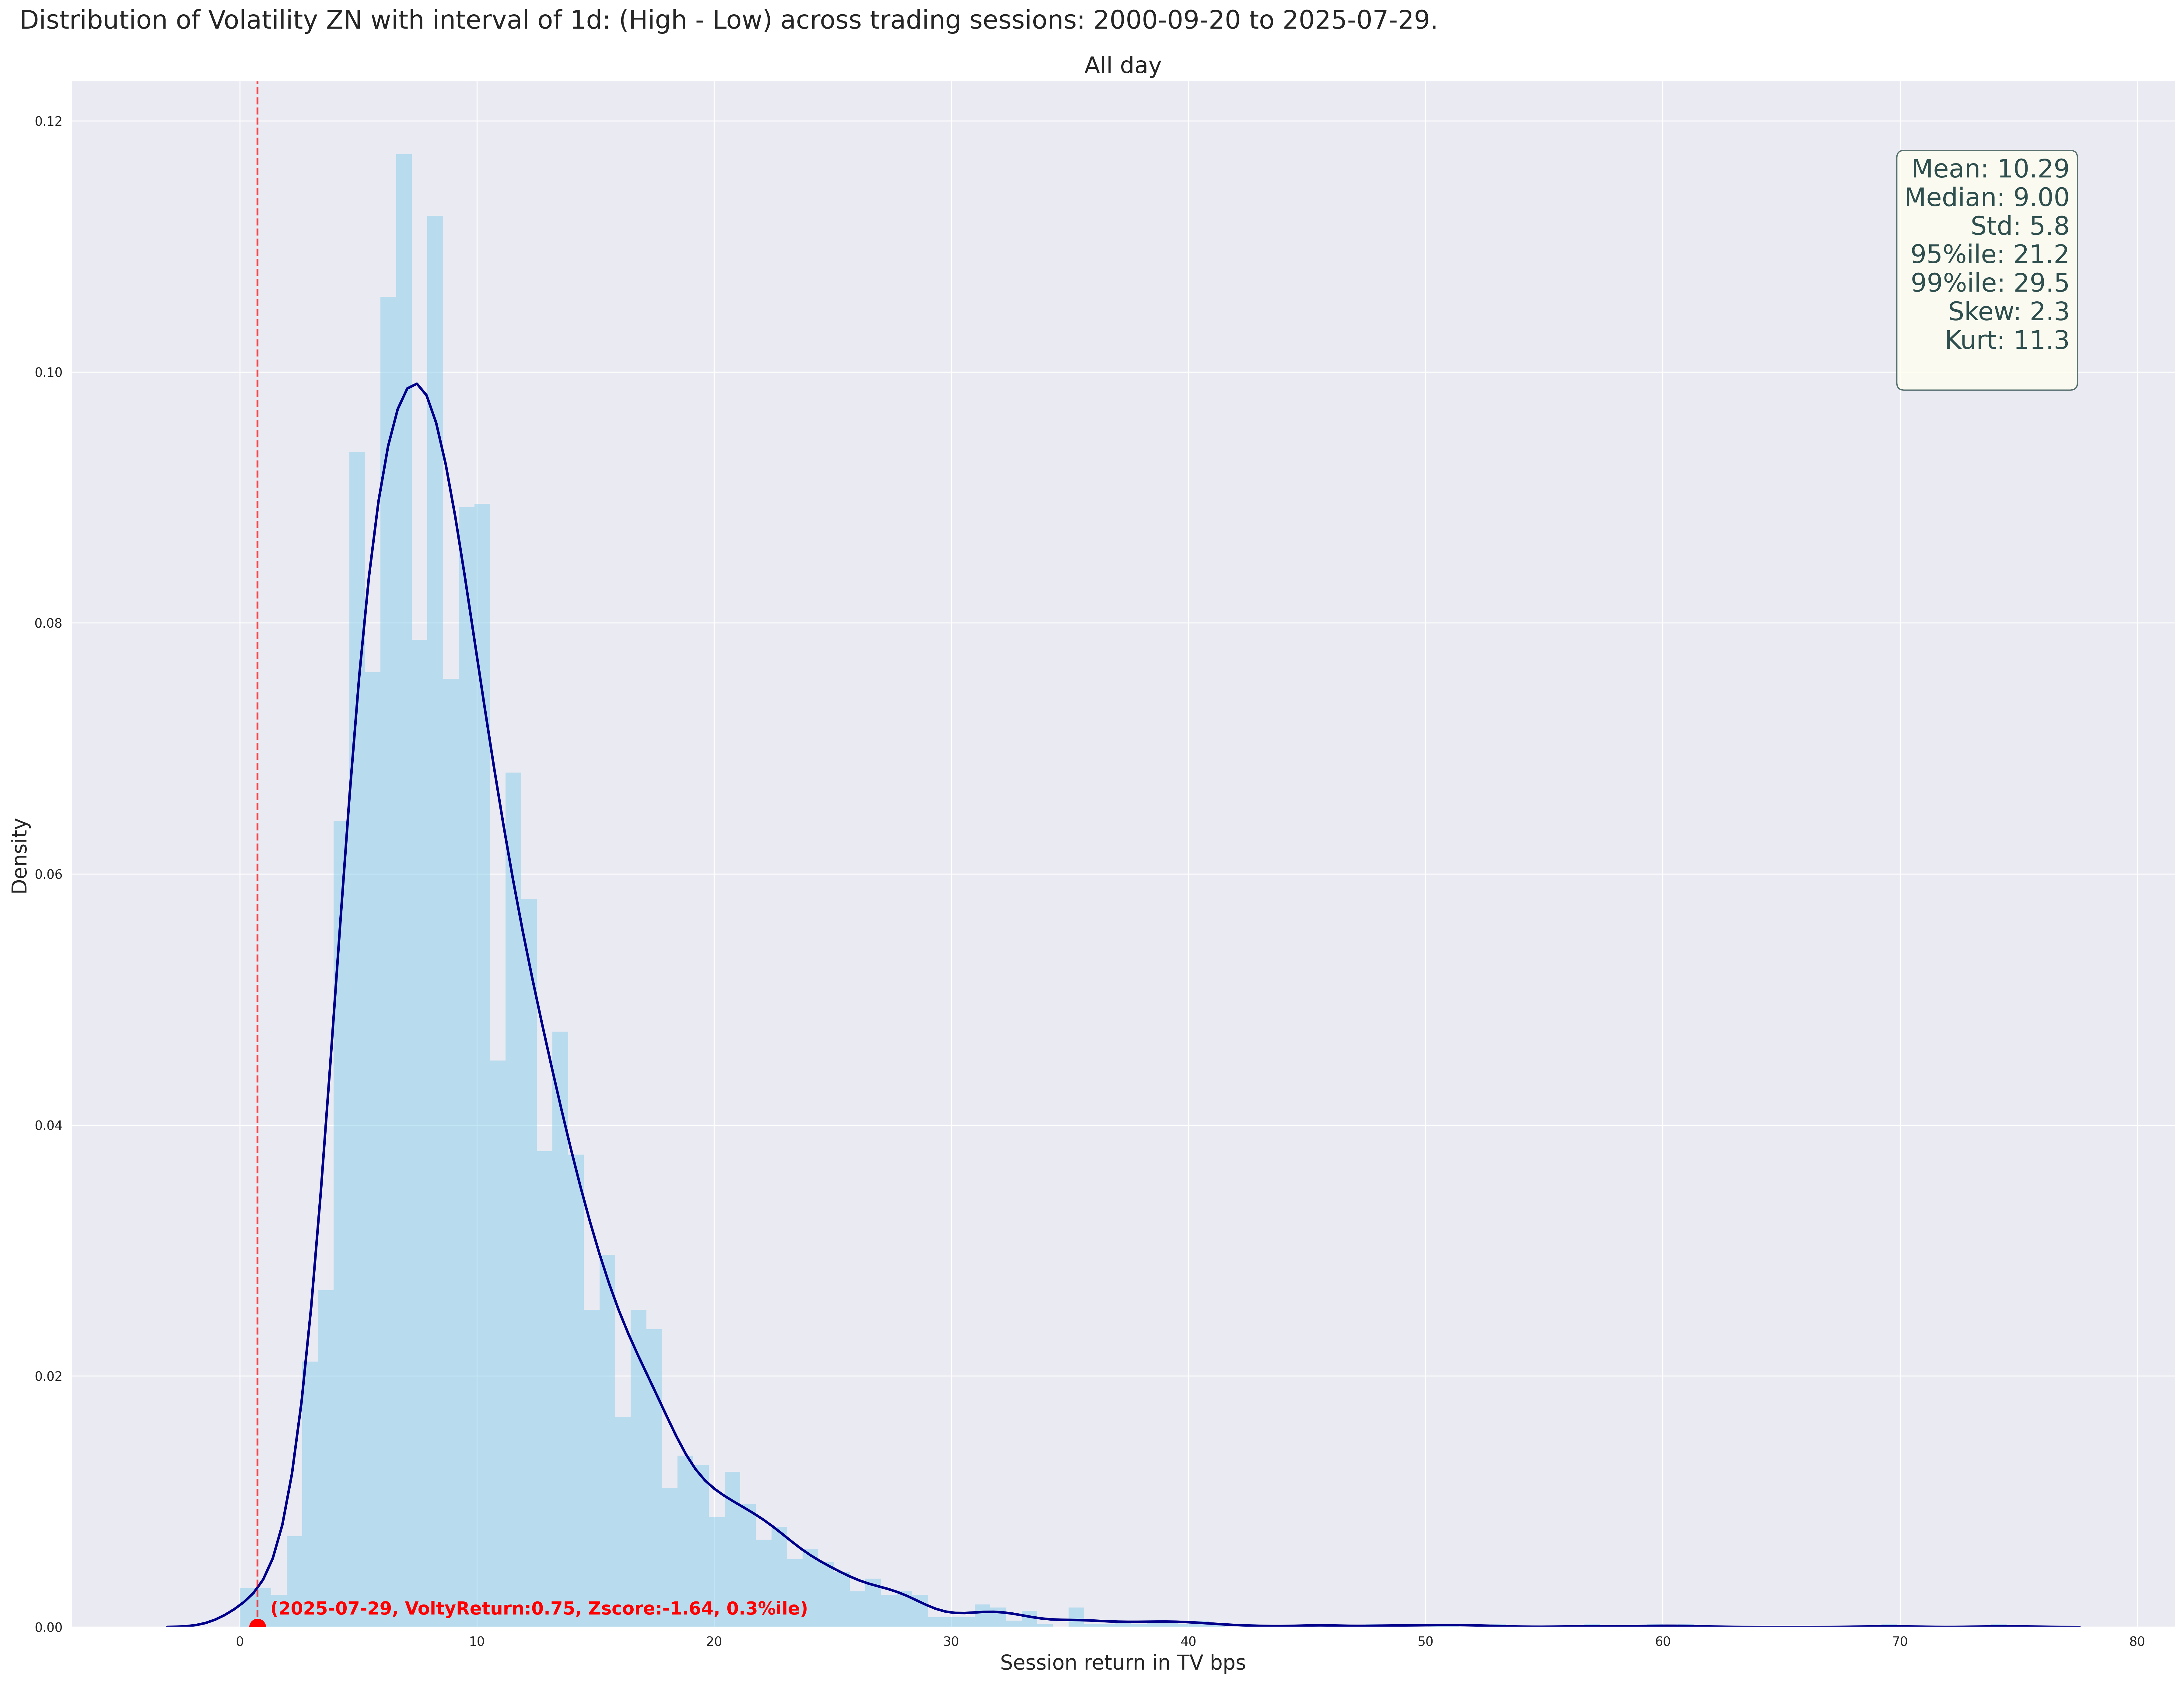 Distribution of Volatility ZN with interval of 1d: (High - Low) across trading sessions: 2000-09-20 to 2025-07-29.
All day
0.12
0.10
0.08
0.06
0.04
0.02
0.00
Density
Mean: 10.29
Median: 9.00
Std: 5.8
95%ile: 21.2
99%ile: 29.5
Skew: 2.3
Kurt: 11.3
(2025-07-29, VoltyReturn:0.75, Zscore:-1.64, 0.3%ile)
0 10 20 30 40 50 60 70 80
Session return in TV bps